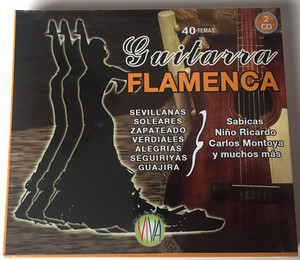 40 TEMAS
2
CD
Guitarra
FLAMENCA
SEVILLANAS
SOLEARES
ZAPATEADO
VERDIALES
ALEGRIAS
SEGUIRIYAS
GUAJIRA
Sabicas
Niño Ricardo
Carlos Montoya
y muchos más
VIVA